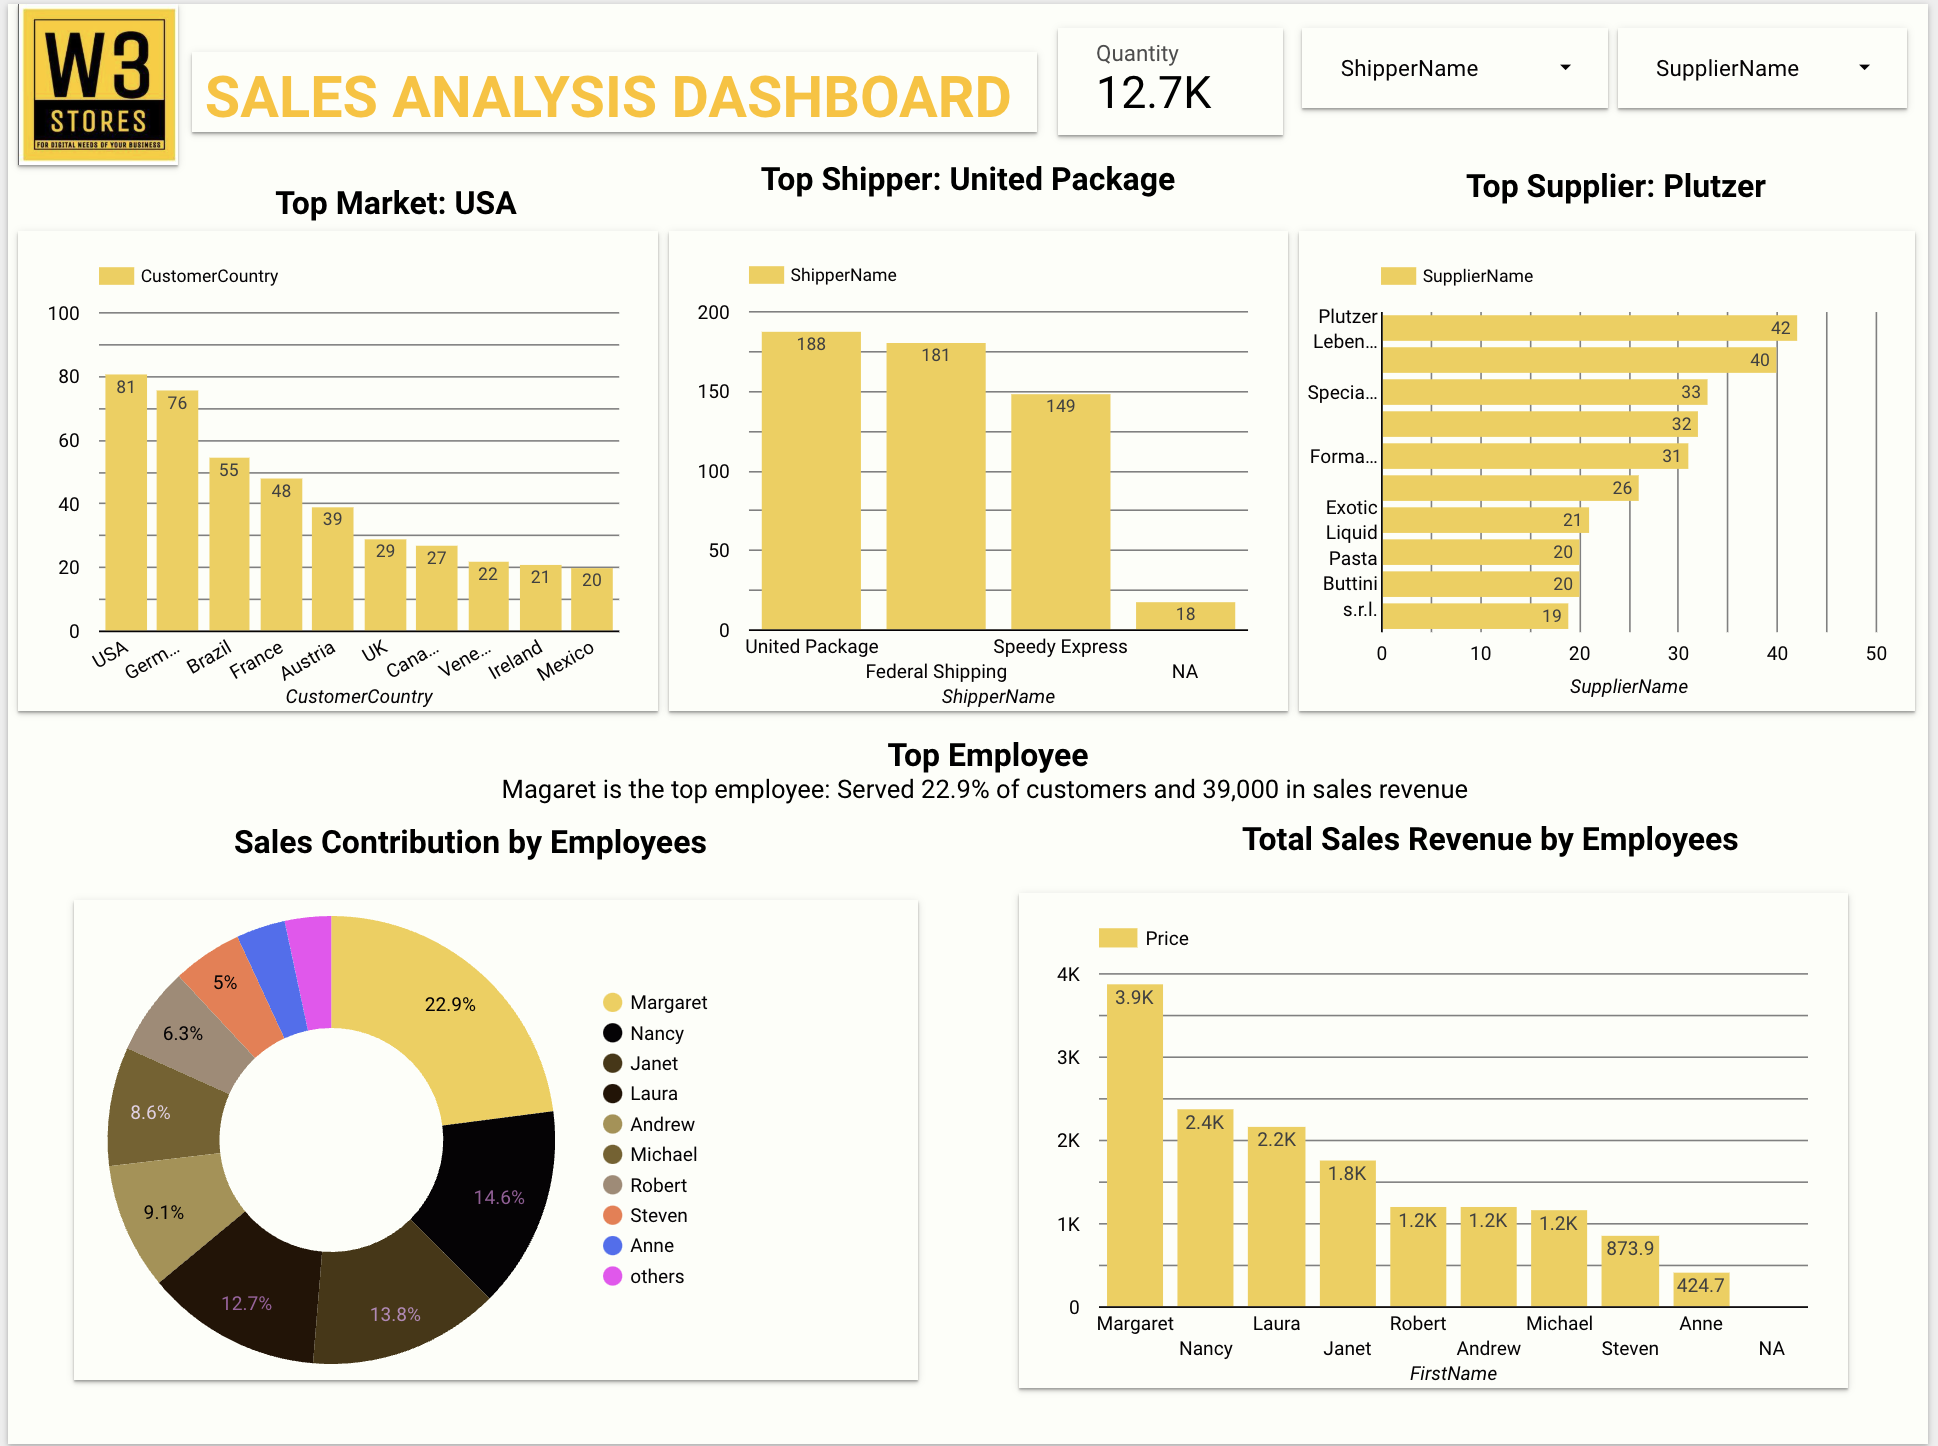 W3
STORES
FOR DIGITAL NEEDS OF YOUR BUSINESS
SALES ANALYSIS DASHBOARD
Quantity
12.7K
ShipperName
SupplierName
Top Market: USA
Top Shipper: United Package
Top Supplier: Plutzer
CustomerCountry
100
80
60
40
20
0
81
76
55
48
39
29
27
22
21
20
USA
Germ...
Brazil
France
Austria
UK
Cana...
Vene...
Ireland
Mexico
CustomerCountry
ShipperName
200
150
100
50
0
188
181
149
18
United Package
Federal Shipping
Speedy Express
NA
ShipperName
SupplierName
Plutzer
Leben...
Specia...
Forma...
Exotic
Liquid
Pasta
Buttini
s.r.l.
42
40
33
32
31
26
21
20
20
19
0
10
20
30
40
50
SupplierName
Top Employee
Magaret is the top employee: Served 22.9% of customers and 39,000 in sales revenue
Sales Contribution by Employees
Total Sales Revenue by Employees
22.9%
14.6%
13.8%
12.7%
9.1%
8.6%
6.3%
5%
Margaret
Nancy
Janet
Laura
Andrew
Michael
Robert
Steven
Anne
others
Price
4K
3K
2K
1K
0
3.9K
2.4K
2.2K
1.8K
1.2K
1.2K
1.2K
873.9
424.7
Margaret
Nancy
Laura
Janet
Robert
Andrew
Michael
Steven
Anne
NA
FirstName